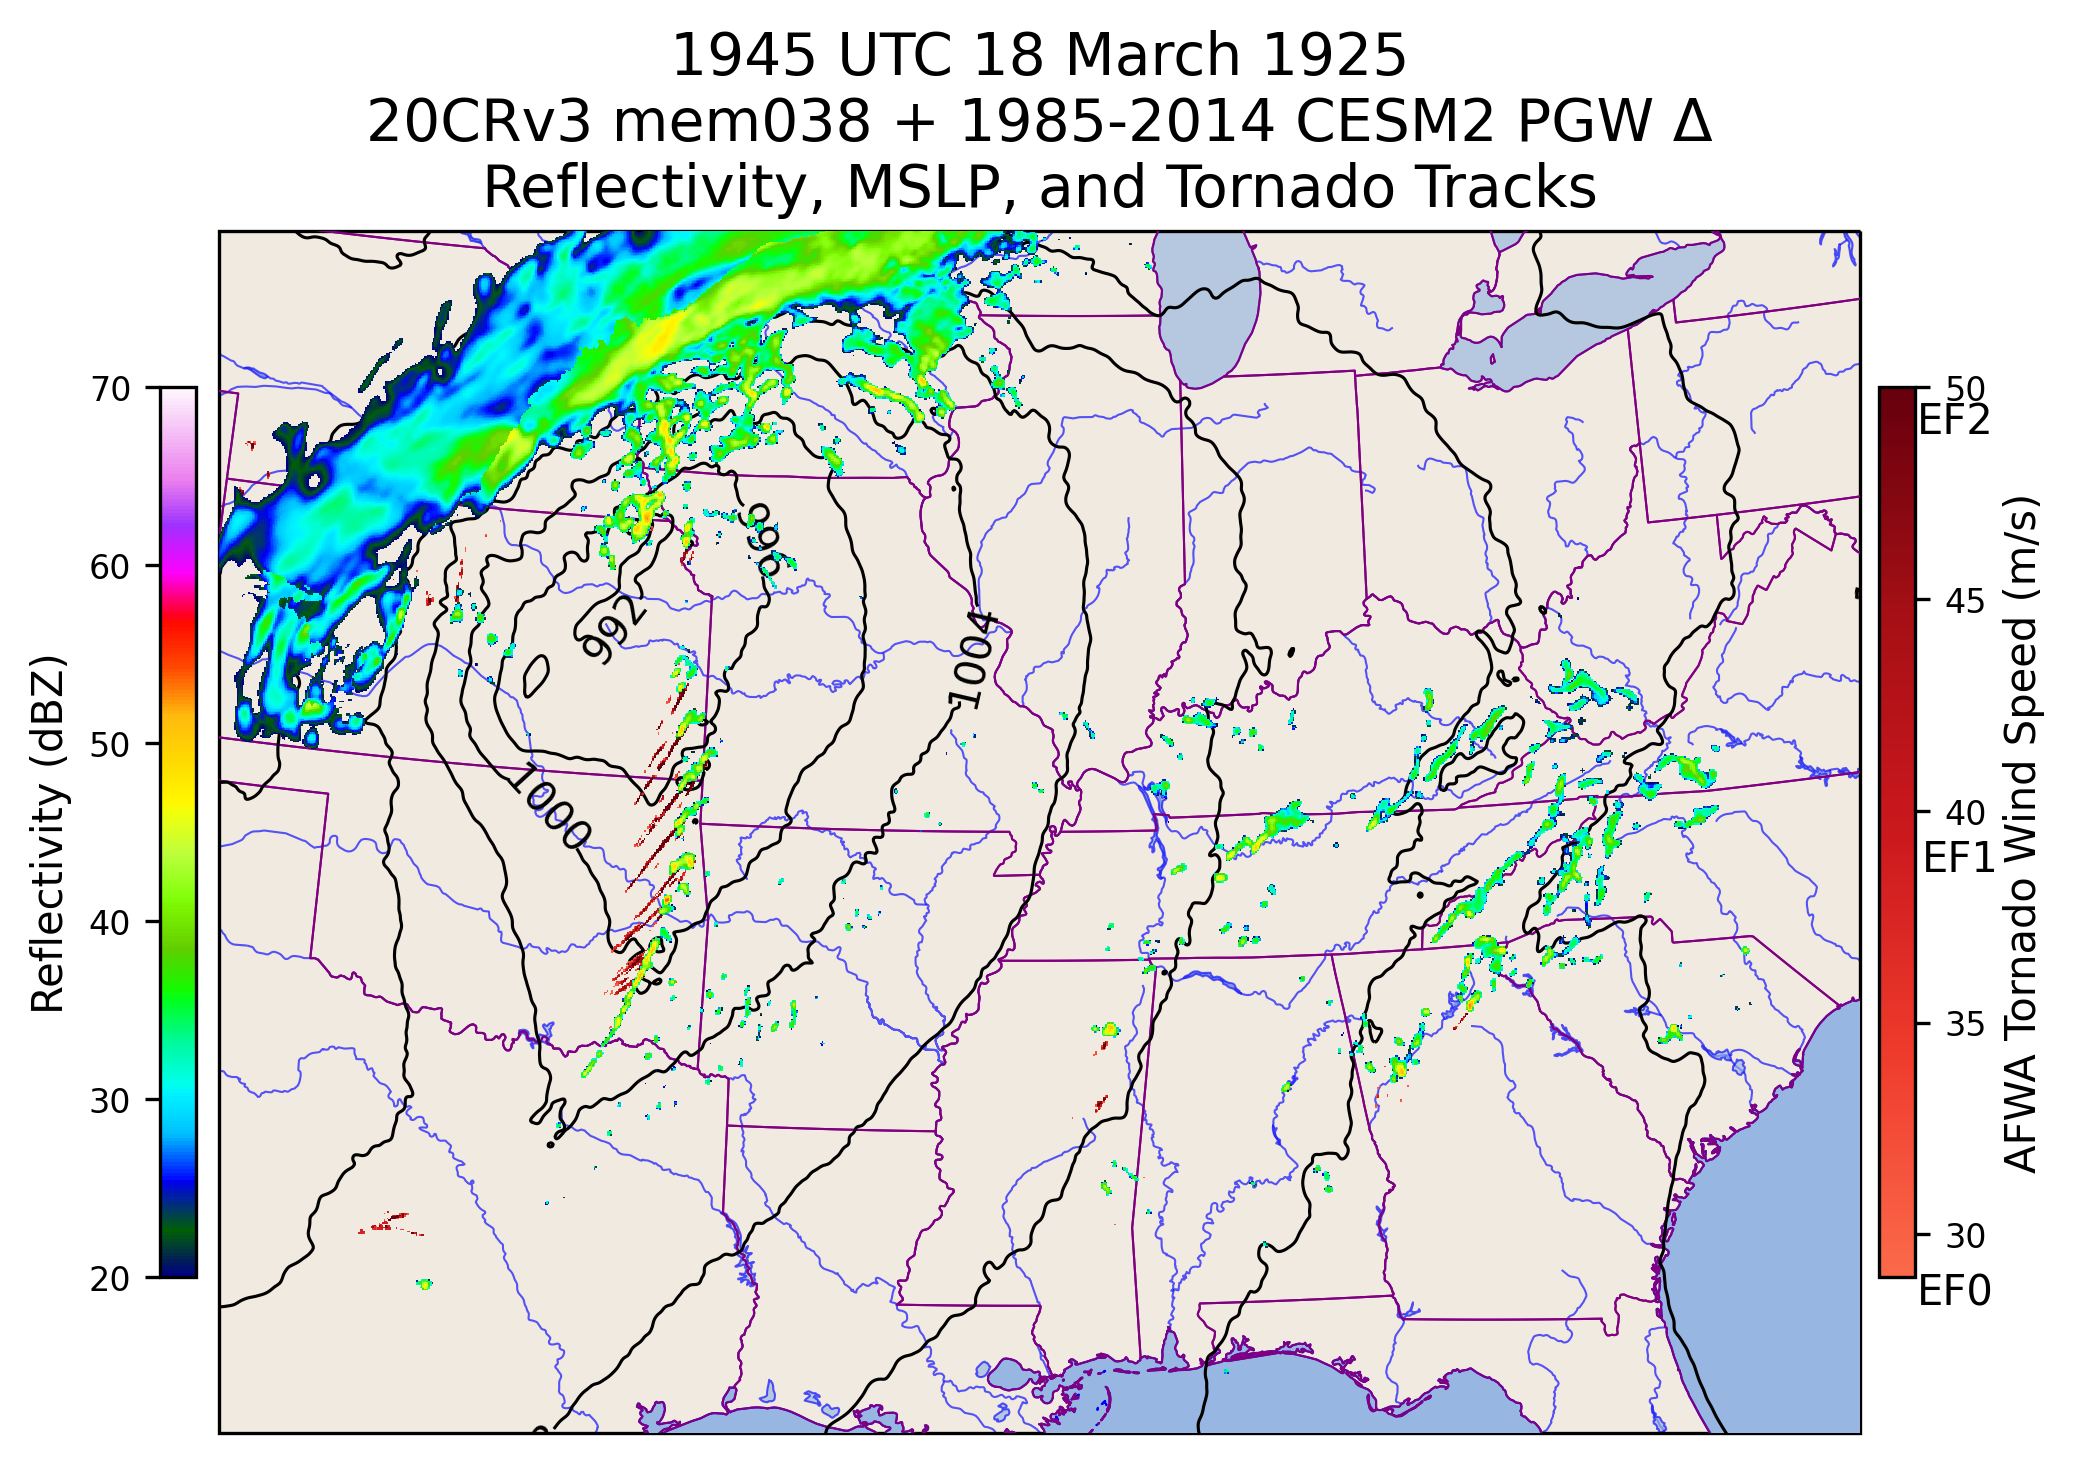 1945 UTC 18 March 1925
20CRv3 mem038 + 1985-2014 CESM2 PGW Δ
Reflectivity, MSLP, and Tornado Tracks
Reflectivity (dBZ)
70
60
50
40
30
20
996
992
1004
1000
50
EF2
45
40
EF1
35
30
EF0
AFWA Tornado Wind Speed (m/s)